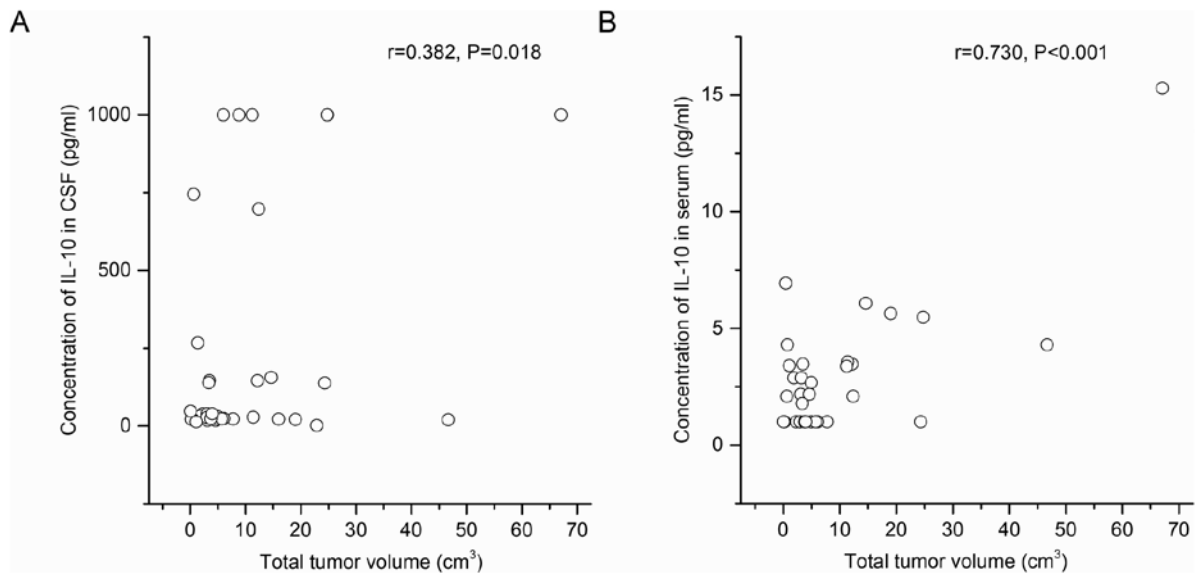 A
r=0.382, P=0.018
Concentration of IL-10 in CSF (pg/ml)
1000
500
0
0 10 20 30 40 50 60 70
Total tumor volume (cm³)
B
r=0.730, P<0.001
Concentration of IL-10 in serum (pg/ml)
15
10
5
0
0 10 20 30 40 50 60 70
Total tumor volume (cm³)